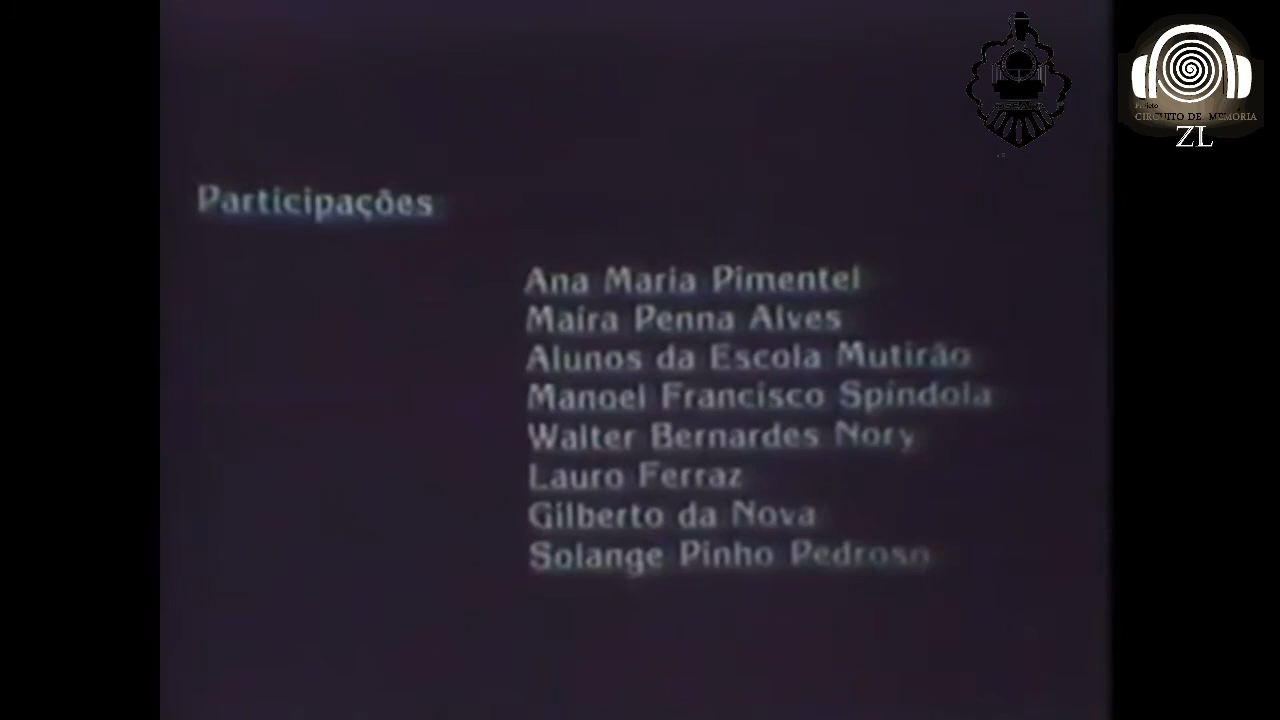 Projeto
CIRCUITO DE MEMÓRIA
ZL
Participações
Ana Maria Pimentel
Maíra Penna Alves
Alunos da Escola Mutirão
Manoel Francisco Spíndola
Walter Bernardes Nory
Lauro Ferraz
Gilberto da Nova
Solange Pinho Pedroso